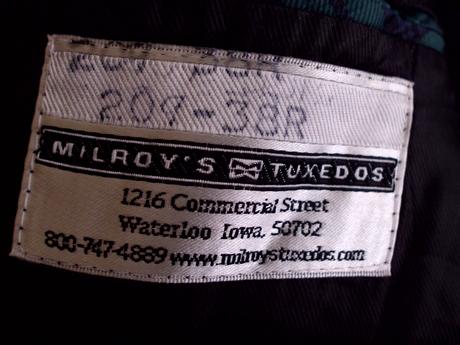 209-38R
MILROY'S TUXEDOS
1216 Commercial Street
Waterloo Iowa, 50702
800-747-4889 www.milroystuxedos.com